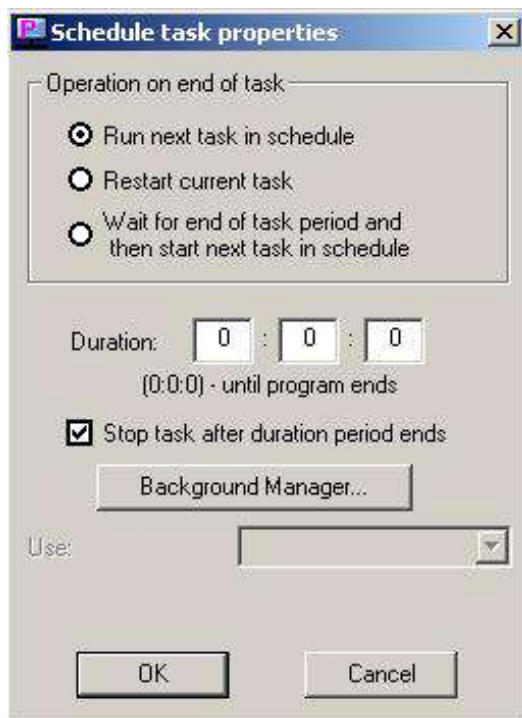 Schedule task properties
Operation on end of task
Run next task in schedule
Restart current task
Wait for end of task period and
then start next task in schedule
Duration: 0 : 0 : 0
(0:0:0) - until program ends
Stop task after duration period ends
Background Manager...
Use:
OK Cancel